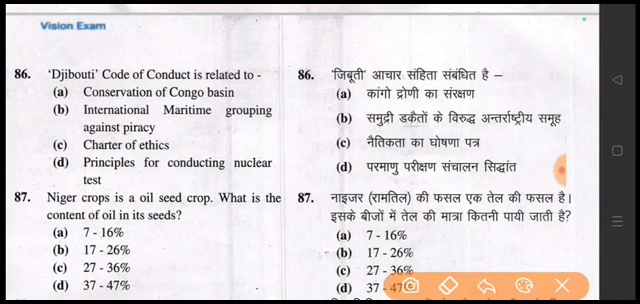 Vision Exam
86. 'Djibouti' Code of Conduct is related to -
(a) Conservation of Congo basin
(b) International Maritime grouping
against piracy
(c) Charter of ethics
(d) Principles for conducting nuclear
test
87. Niger crops is a oil seed crop. What is the
content of oil in its seeds?
(a) 7 - 16%
(b) 17 - 26%
(c) 27 - 36%
(d) 37 - 47%
86. 'जिबूती' आचार संहिता संबंधित है –
(a) कांगो द्रोणी का संरक्षण
(b) समुद्री डकैतों के विरुद्ध अन्तर्राष्ट्रीय समूह
(c) नैतिकता का घोषणा पत्र
(d) परमाणु परीक्षण संचालन सिद्धांत
87. नाइजर (रामतिल) की फसल एक तेल की फसल है।
इसके बीजों में तेल की मात्रा कितनी पायी जाती है?
(a) 7 - 16%
(b) 17 - 26%
(c) 27 - 36%
(d) 37 - 47